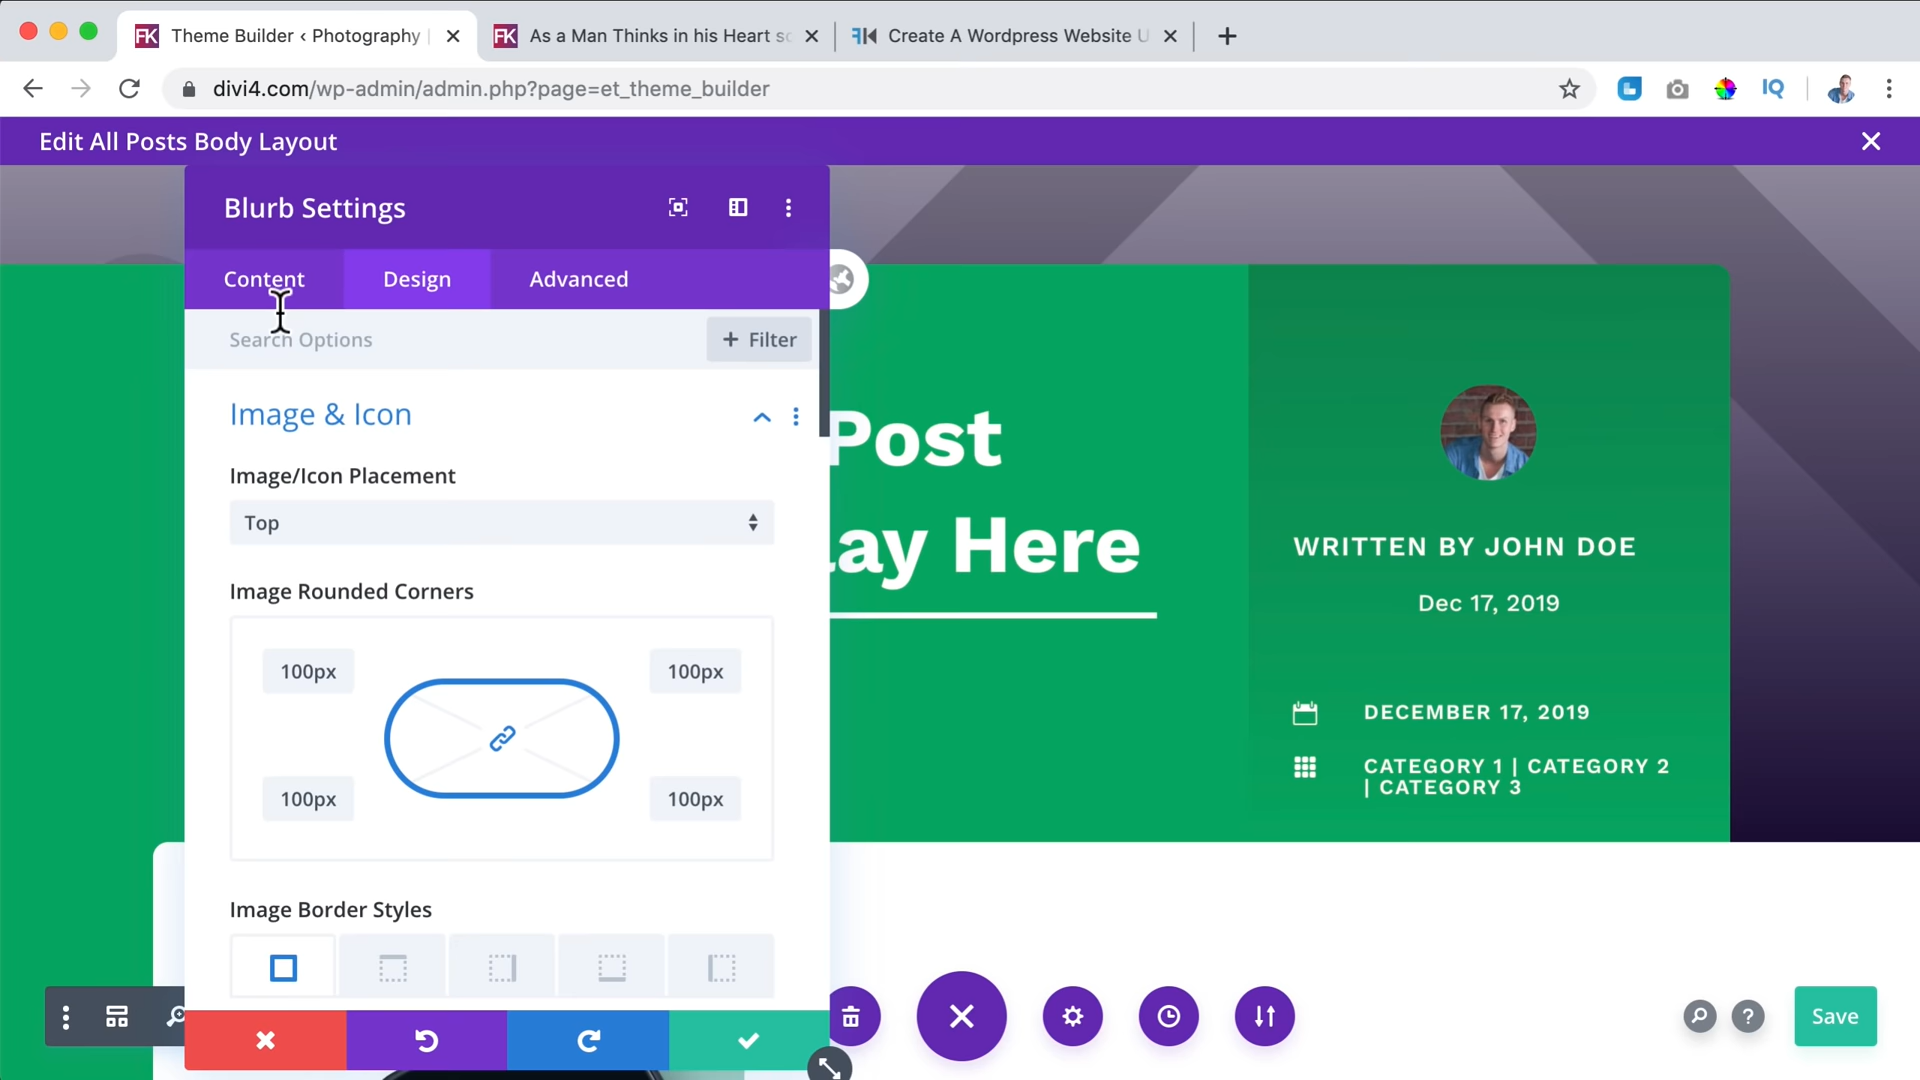 Theme Builder ‹ Photography
As a Man Thinks in his Heart so
Create A Wordpress Website U
divi4.com/wp-admin/admin.php?page=et_theme_builder
Edit All Posts Body Layout
Blurb Settings
Content
Design
Advanced
Search Options
+ Filter
Image & Icon
Image/Icon Placement
Top
Image Rounded Corners
100px
100px
100px
100px
Image Border Styles
Post
lay Here
WRITTEN BY JOHN DOE
Dec 17, 2019
DECEMBER 17, 2019
CATEGORY 1 | CATEGORY 2
| CATEGORY 3
?
Save